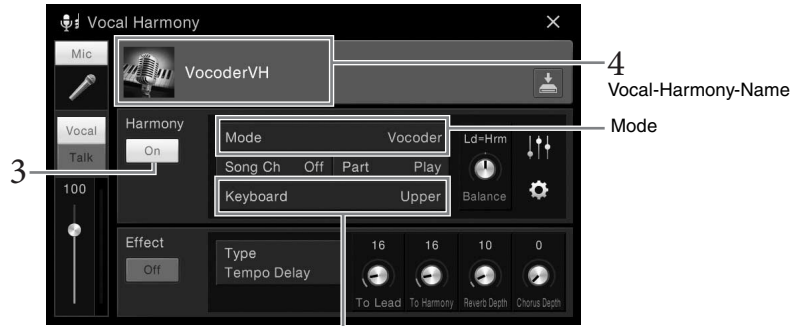 Vocal Harmony
Mic
VocoderVH
4
Vocal-Harmony-Name
Vocal
Talk
Harmony
On
Mode Vocoder
Ld=Hrm
Mode
Song Ch Off Part Play
3
100
Keyboard Upper
Balance
Effect
Off
Type
Tempo Delay
16 16 10 0
To Lead To Harmony Reverb Depth Chorus Depth